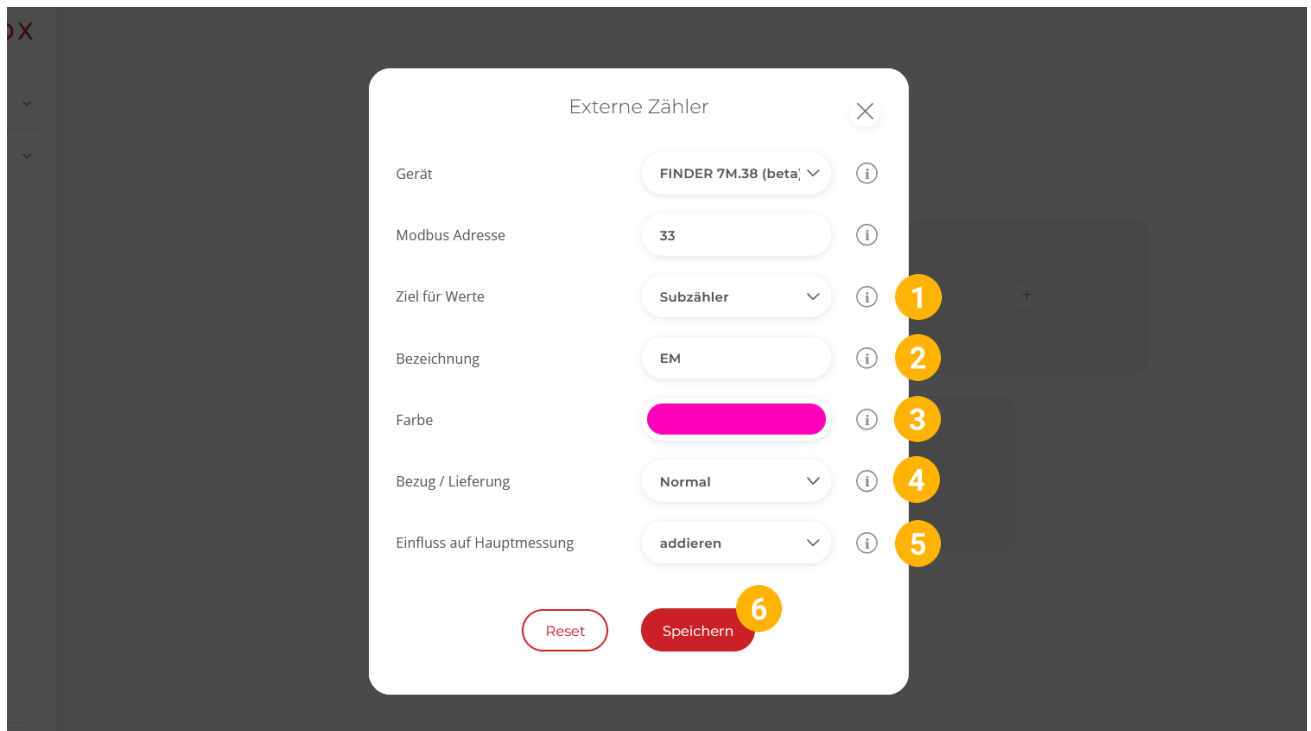 OX
Externe Zähler
Gerät FINDER 7M.38 (beta)
Modbus Adresse 33
Ziel für Werte Subzähler 1
Bezeichnung EM 2
Farbe 3
Bezug / Lieferung Normal 4
Einfluss auf Hauptmessung addieren 5
Reset Speichern 6